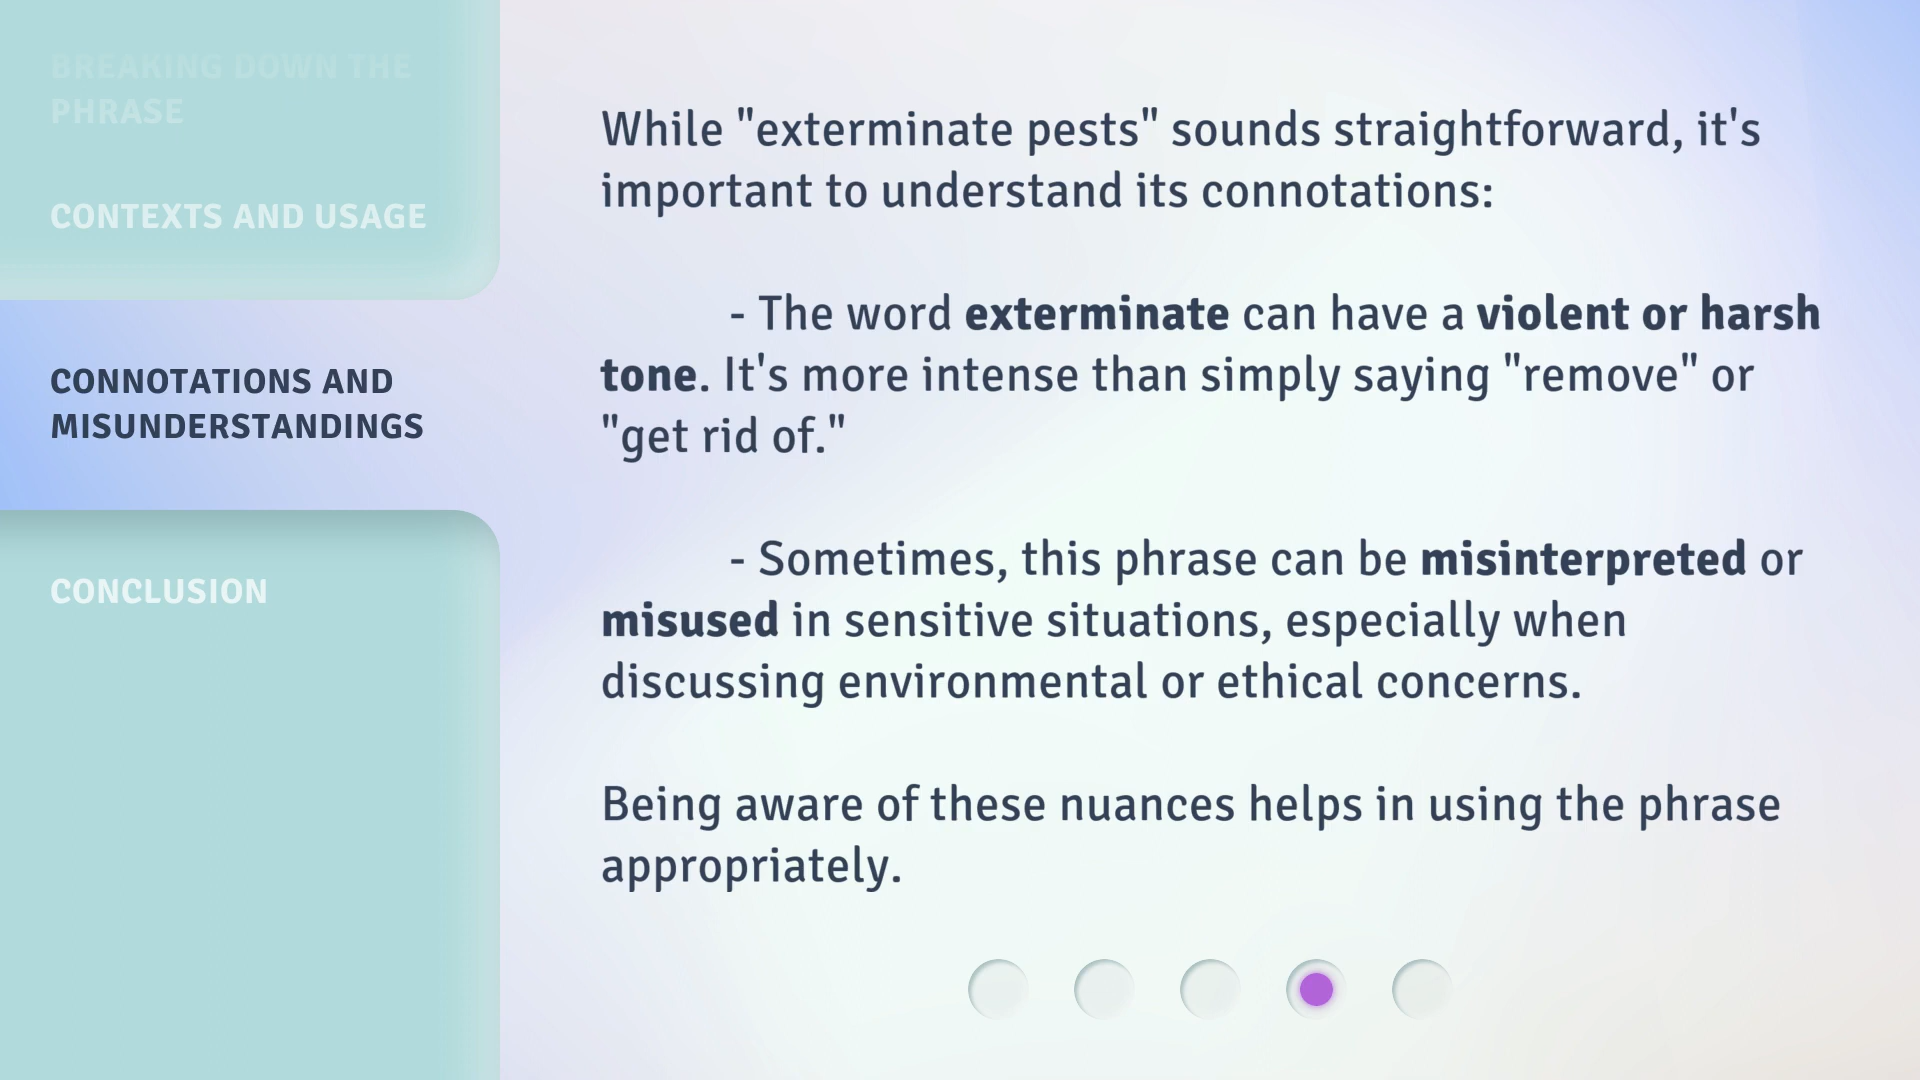 BREAKING DOWN THE
PHRASE
CONTEXTS AND USAGE
CONNOTATIONS AND
MISUNDERSTANDINGS
CONCLUSION
While "exterminate pests" sounds straightforward, it's
important to understand its connotations:
- The word exterminate can have a violent or harsh
tone. It's more intense than simply saying "remove" or
"get rid of."
- Sometimes, this phrase can be misinterpreted or
misused in sensitive situations, especially when
discussing environmental or ethical concerns.
Being aware of these nuances helps in using the phrase
appropriately.